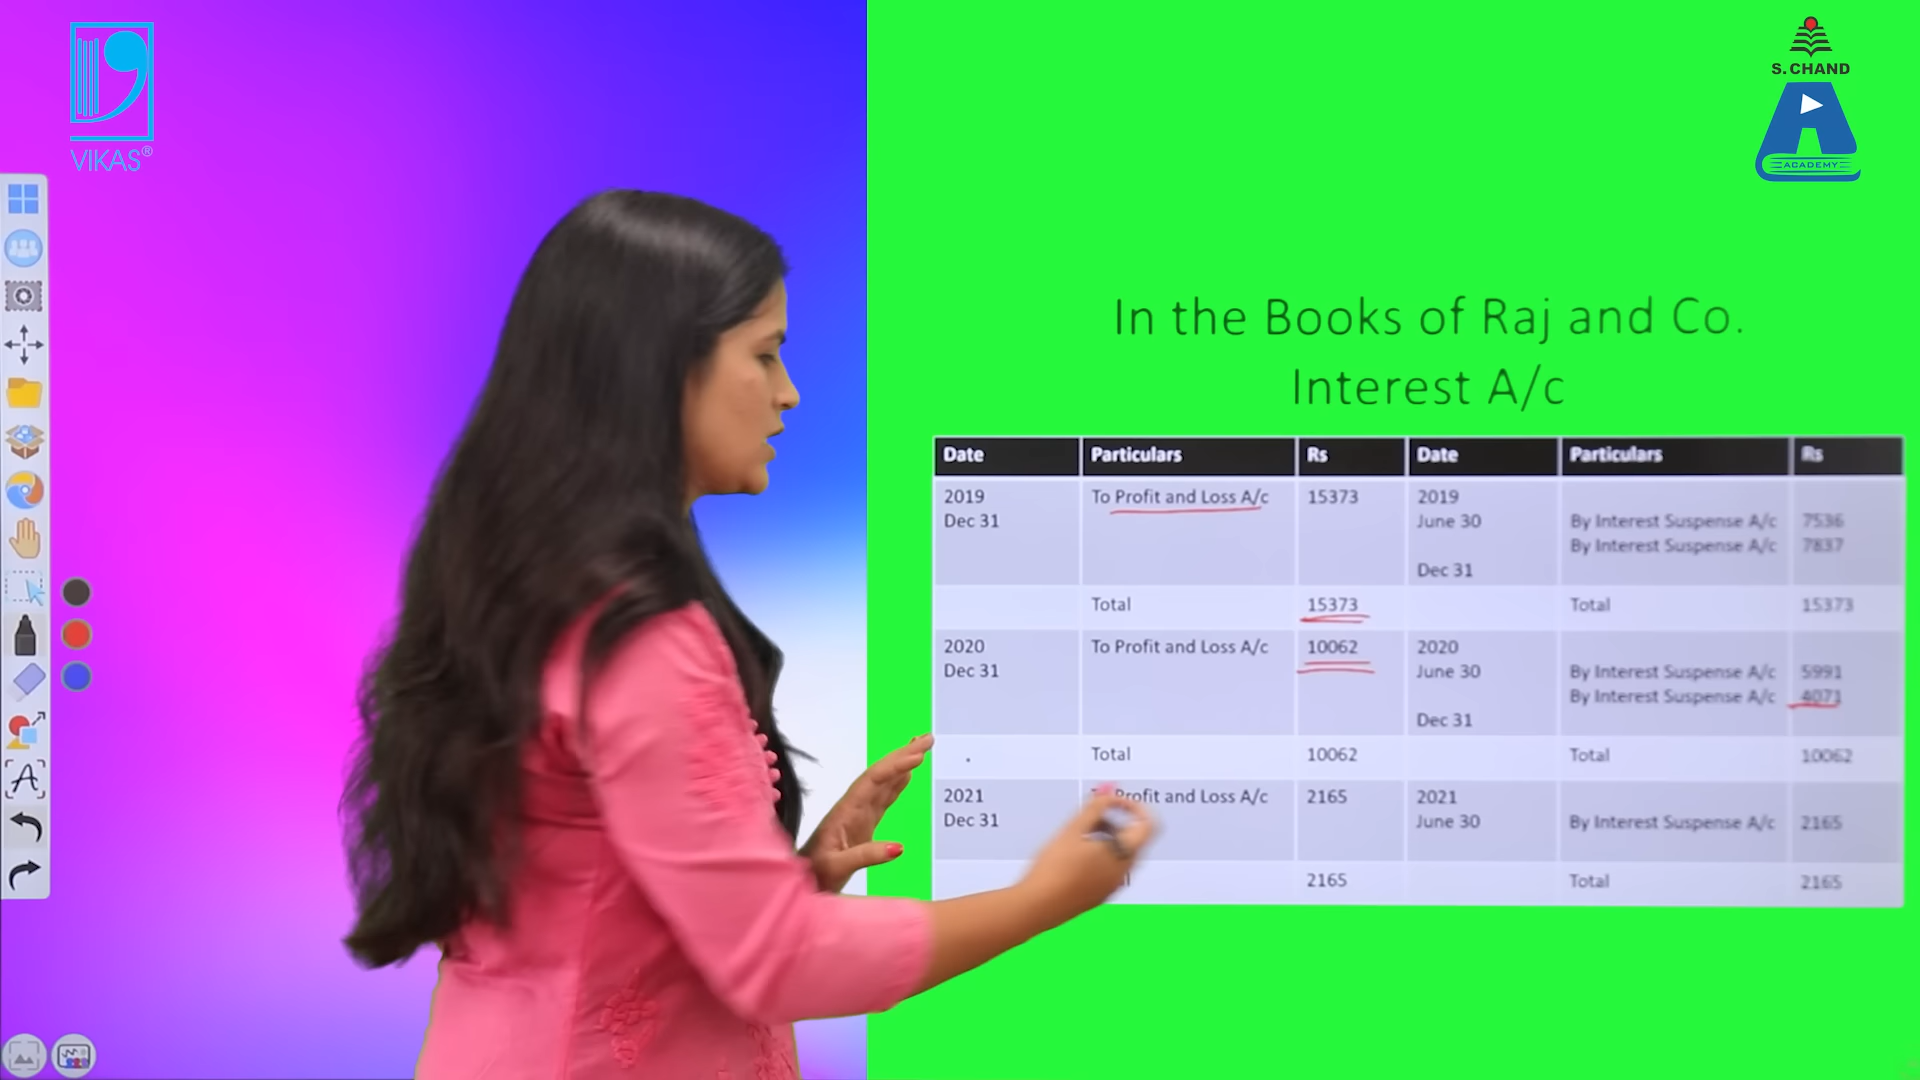 VIKAS®
S. CHAND
ACADEMY
In the Books of Raj and Co.
Interest A/c
Date Particulars Rs Date Particulars Rs
2019 To Profit and Loss A/c 15373 2019
Dec 31 June 30 By Interest Suspense A/c 7536
By Interest Suspense A/c 7837
Dec 31
Total 15373 Total 15373
2020 To Profit and Loss A/c 10062 2020
Dec 31 June 30 By Interest Suspense A/c 5991
By Interest Suspense A/c 4071
Dec 31
Total 10062 Total 10062
2021 Profit and Loss A/c 2165 2021
Dec 31 June 30 By Interest Suspense A/c 2165
2165 Total 2165